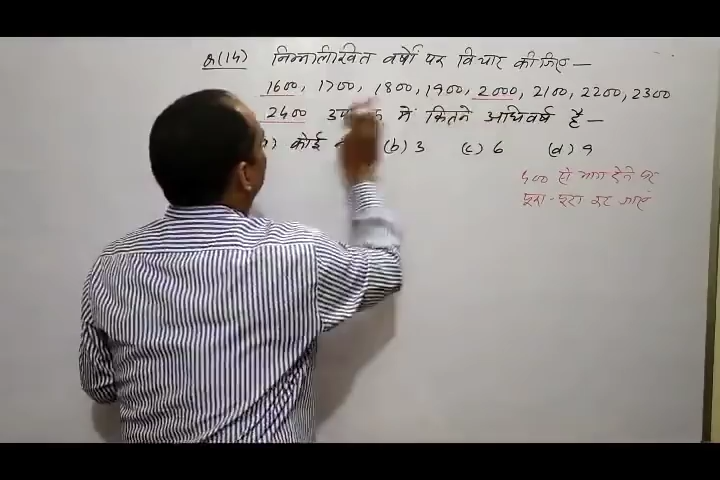 क्र(14) निम्नलिखित वर्षों पर विचार कीजिए —
1600, 1700, 1800, 1900, 2000, 2100, 2200, 2300
2400 में कितने अधिवर्ष है —
कोई (b) 3 (c) 6 (d) 9
400 से भाग देने पर
पूरा-पूरा कट जाएं